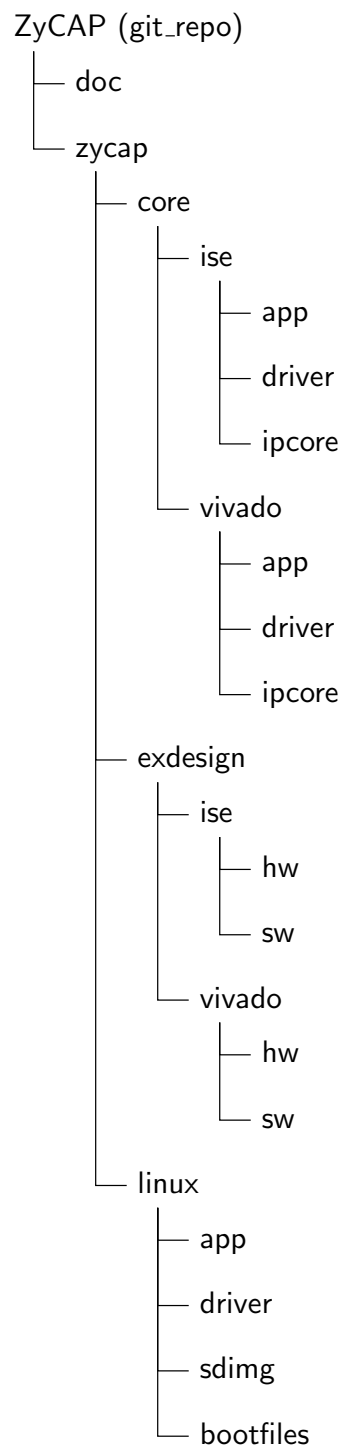 ZyCAP (git_repo)
doc
zycap
core
ise
app
driver
ipcore
vivado
app
driver
ipcore
exdesign
ise
hw
sw
vivado
hw
sw
linux
app
driver
sdimg
bootfiles